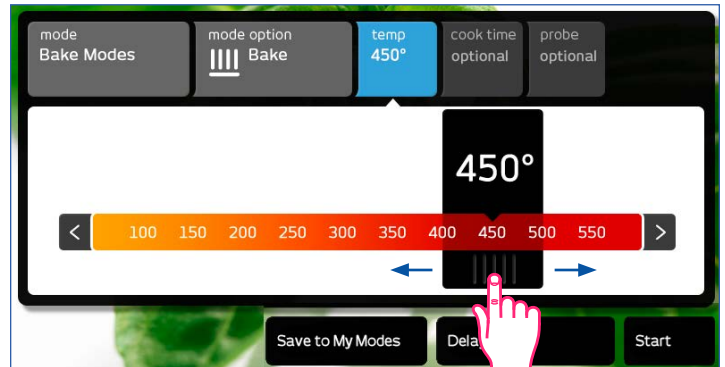 mode
Bake Modes
mode option
Bake
temp
450°
cook time
optional
probe
optional
450°
< 100 150 200 250 300 350 400 450 500 550 >
Save to My Modes
Start